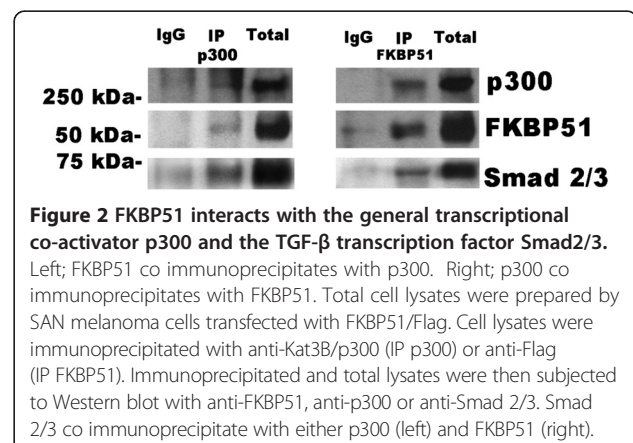 IgG IP Total IgG IP Total
p300 FKBP51
250 kDa- p300
50 kDa- FKBP51
75 kDa- Smad 2/3
Figure 2 FKBP51 interacts with the general transcriptional
co-activator p300 and the TGF-β transcription factor Smad2/3.
Left; FKBP51 co immunoprecipitates with p300. Right; p300 co
immunoprecipitates with FKBP51. Total cell lysates were prepared by
SAN melanoma cells transfected with FKBP51/Flag. Cell lysates were
immunoprecipitated with anti-Kat3B/p300 (IP p300) or anti-Flag
(IP FKBP51). Immunoprecipitated and total lysates were then subjected
to Western blot with anti-FKBP51, anti-p300 or anti-Smad 2/3. Smad
2/3 co immunoprecipitate with either p300 (left) and FKBP51 (right).